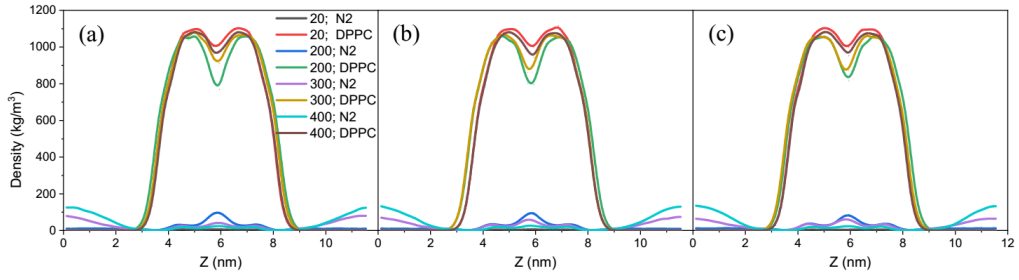 (a)
(b)
(c)
20; N2
20; DPPC
200; N2
200; DPPC
300; N2
300; DPPC
400; N2
400; DPPC
Density (kg/m³)
1200
1000
800
600
400
200
0
0 2 4 6 8 10 0 2 4 6 8 10 0 2 4 6 8 10 12
Z (nm) Z (nm) Z (nm)